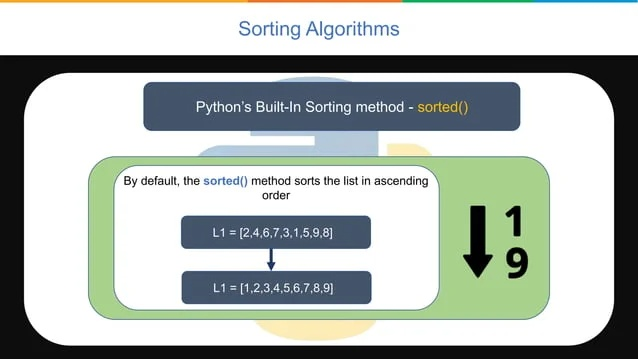 Sorting Algorithms
Python’s Built-In Sorting method - sorted()
By default, the sorted() method sorts the list in ascending
order
L1 = [2,4,6,7,3,1,5,9,8]
L1 = [1,2,3,4,5,6,7,8,9]
1
9